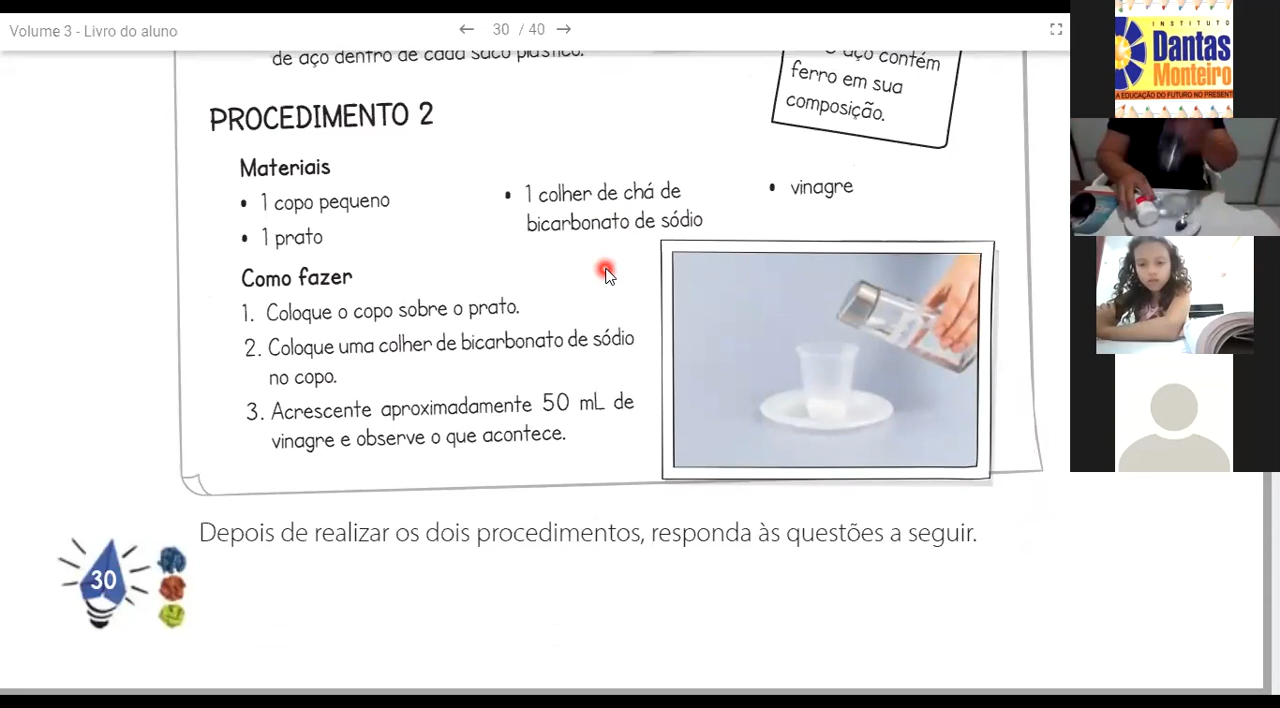 Volume 3 - Livro do aluno
30 / 40
de aço dentro de cada saco plástico.
o aço contém
ferro em sua
composição.
PROCEDIMENTO 2
Materiais
• 1 copo pequeno
• 1 prato
• 1 colher de chá de
bicarbonato de sódio
• vinagre
Como fazer
1. Coloque o copo sobre o prato.
2. Coloque uma colher de bicarbonato de sódio
no copo.
3. Acrescente aproximadamente 50 mL de
vinagre e observe o que acontece.
Depois de realizar os dois procedimentos, responda às questões a seguir.
30
INSTITUTO
Dantas
Monteiro
A EDUCAÇÃO DO FUTURO NO PRESENT